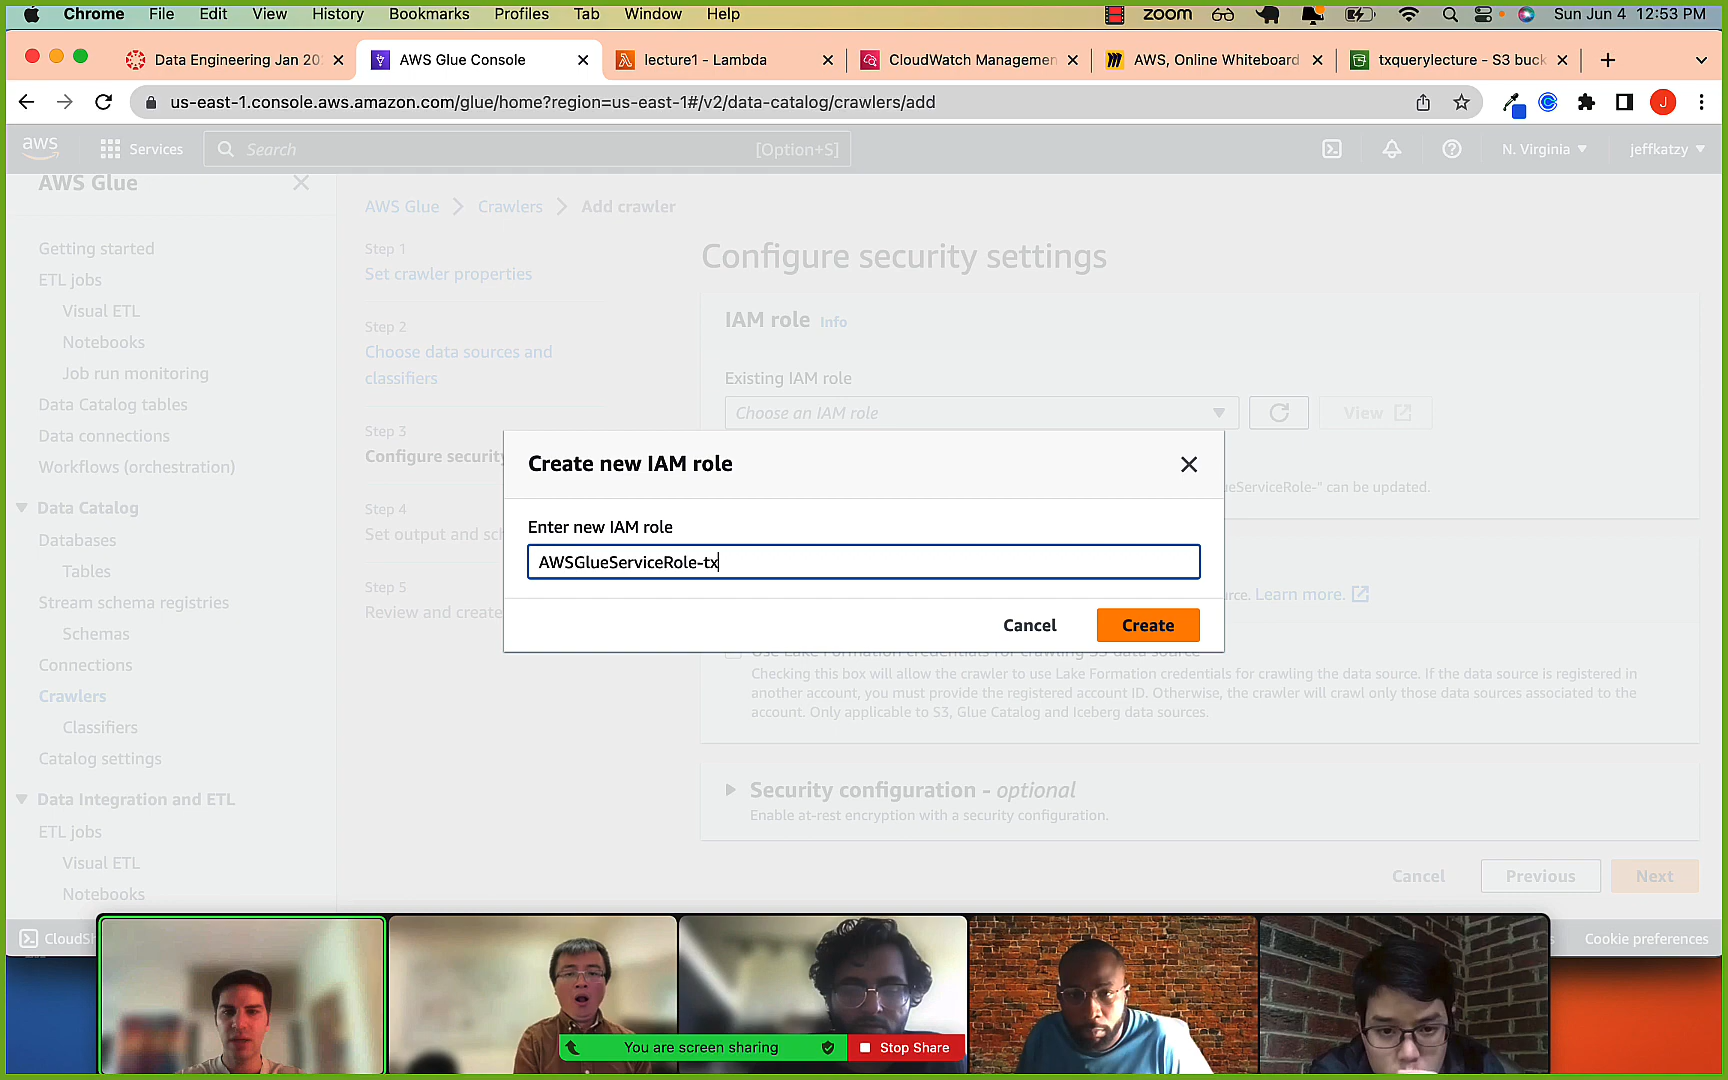 Chrome File Edit View History Bookmarks Profiles Tab Window Help zoom Sun Jun 4 12:53 PM
Data Engineering Jan 20 AWS Glue Console lecture1 - Lambda CloudWatch Managemen AWS, Online Whiteboard txquerylecture - S3 buck
us-east-1.console.aws.amazon.com/glue/home?region=us-east-1#/v2/data-catalog/crawlers/add J
aws Services Search [Option+S] N. Virginia jeffkatzy
AWS Glue
Getting started
ETL jobs
Visual ETL
Notebooks
Job run monitoring
Data Catalog tables
Data connections
Workflows (orchestration)
Data Catalog
Databases
Tables
Stream schema registries
Schemas
Connections
Crawlers
Classifiers
Catalog settings
Data Integration and ETL
ETL jobs
Visual ETL
Notebooks
AWS Glue Crawlers Add crawler
Step 1
Set crawler properties
Step 2
Choose data sources and
classifiers
Step 3
Configure security
Step 4
Set output and sc
Step 5
Review and create
Configure security settings
IAM role Info
Existing IAM role
Choose an IAM role View
ueServiceRole-" can be updated.
Create new IAM role
Enter new IAM role
AWSGlueServiceRole-tx
Cancel Create
urce. Learn more.
Use Lake Formation credentials for crawling S3 data source
Checking this box will allow the crawler to use Lake Formation credentials for crawling the data source. If the data source is registered in
another account, you must provide the registered account ID. Otherwise, the crawler will crawl only those data sources associated to the
account. Only applicable to S3, Glue Catalog and Iceberg data sources.
Security configuration - optional
Enable at-rest encryption with a security configuration.
Cancel Previous Next
CloudSh Cookie preferences
You are screen sharing Stop Share